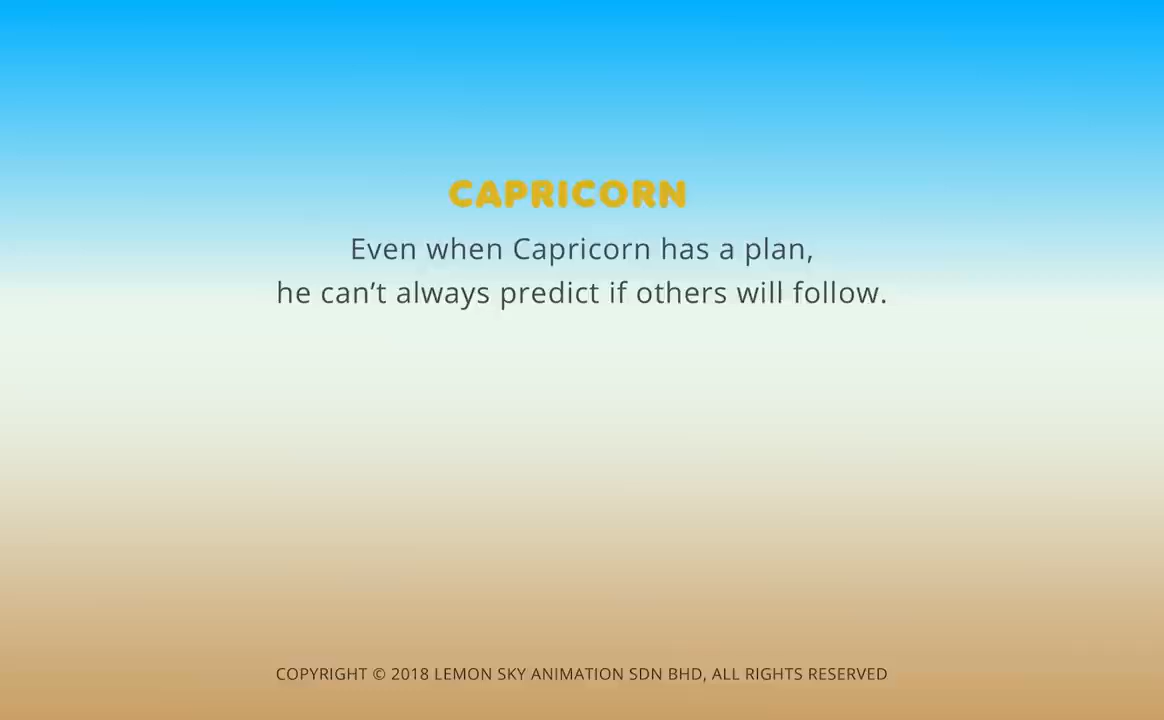 CAPRICORN
Even when Capricorn has a plan,
he can’t always predict if others will follow.
COPYRIGHT © 2018 LEMON SKY ANIMATION SDN BHD, ALL RIGHTS RESERVED